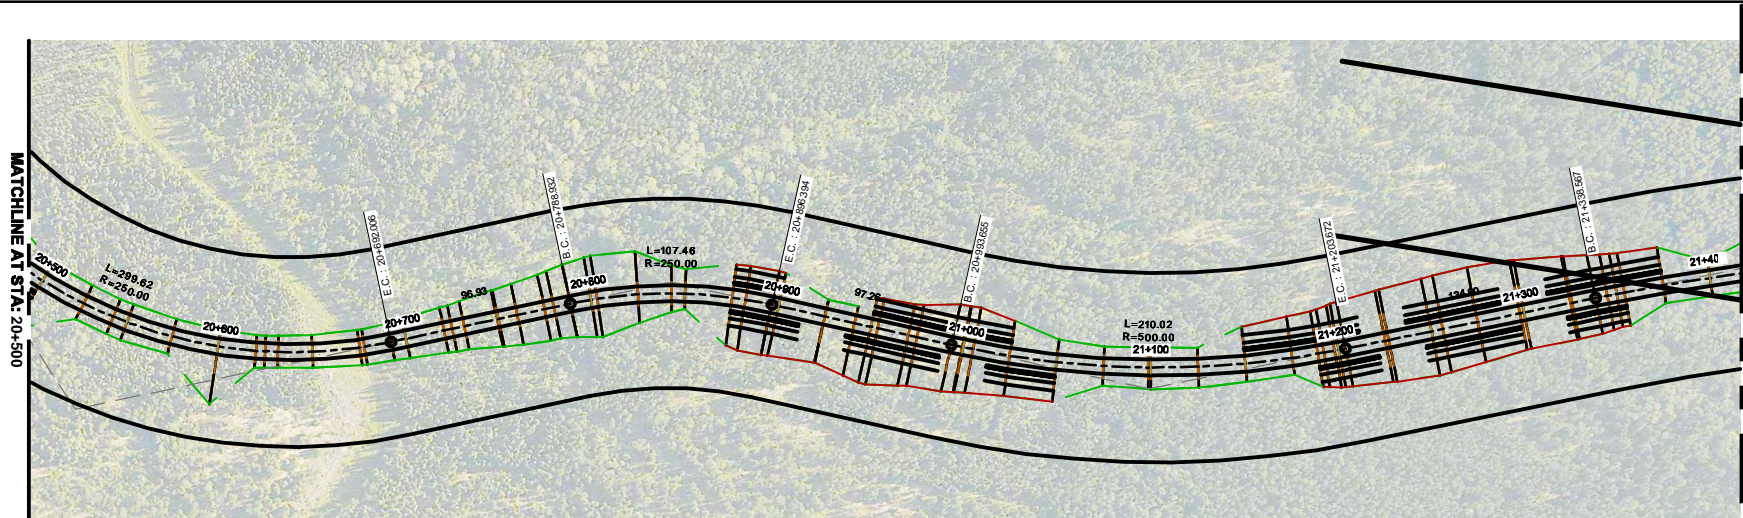 MATCHLINE AT STA: 20+500
20+500
L=299.62
R=250.00
20+600
E.C. : 20+692.006
20+700
96.93
B.C. : 20+788.932
20+800
L=107.46
R=250.00
E.C. : 20+896.394
20+900
97.26
B.C. : 20+993.655
21+000
L=210.02
R=500.00
21+100
E.C. : 21+203.672
21+200
21+300
B.C. : 21+338.567
21+40